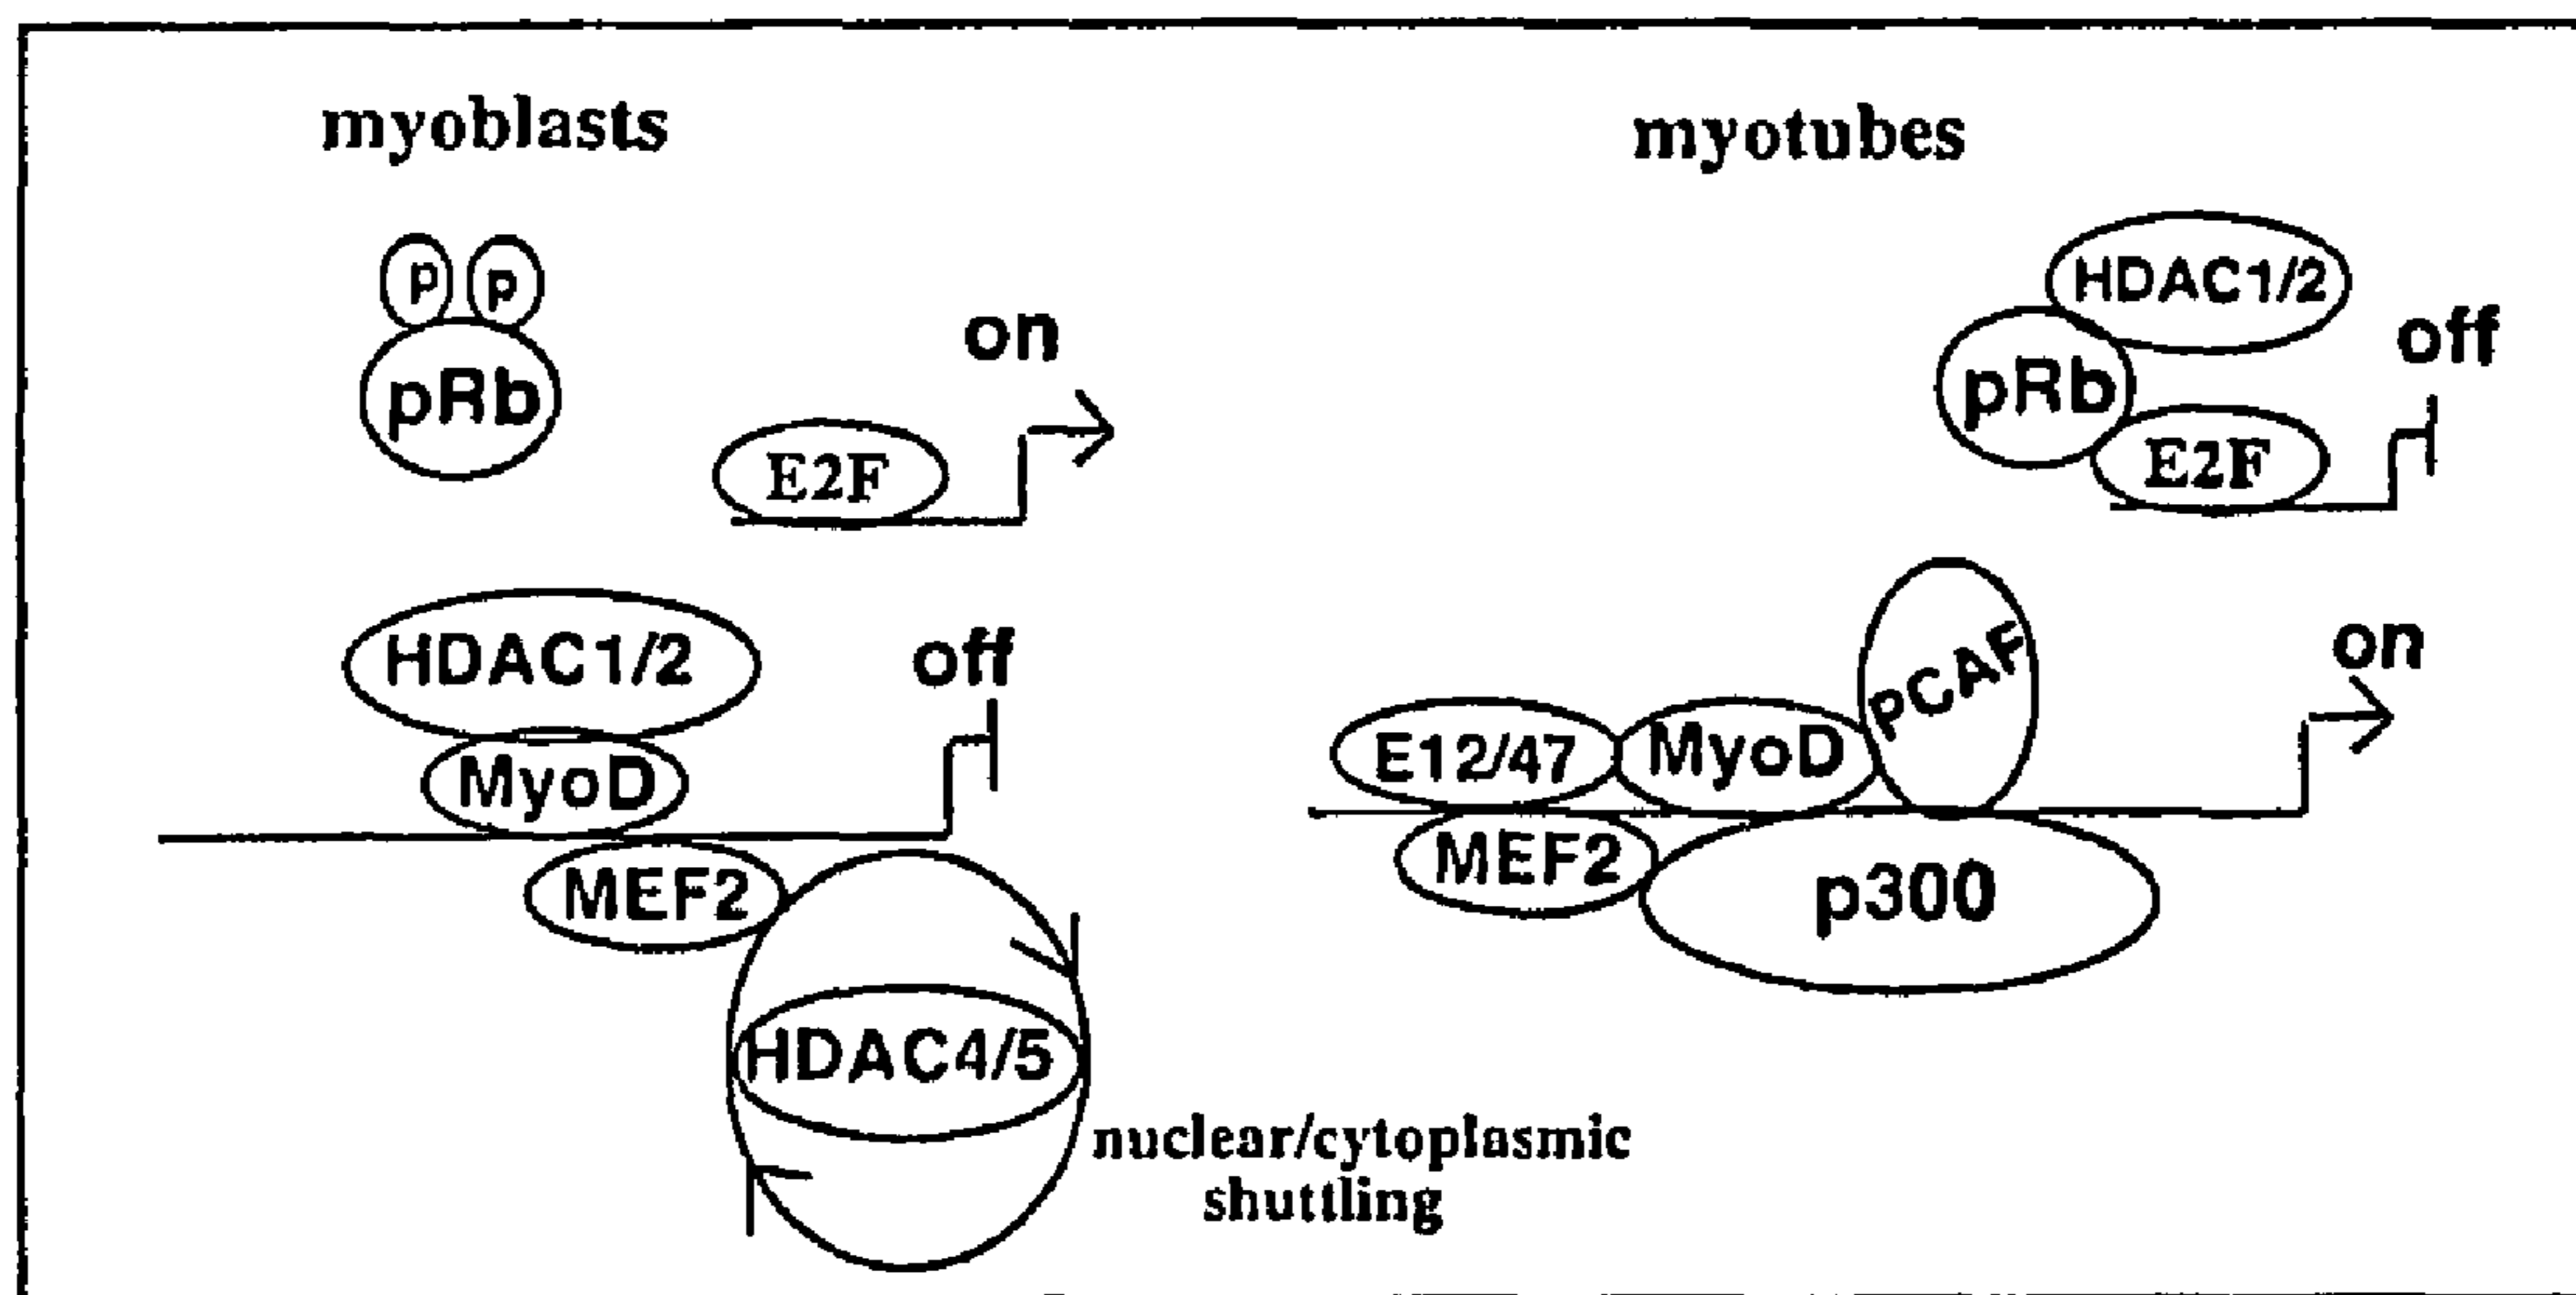 myoblasts
p p
pRb
on
E2F
HDAC1/2
off
MyoD
MEF2
HDAC4/5
nuclear/cytoplasmic
shuttling
myotubes
HDAC1/2
off
pRb
E2F
PCAF
on
E12/47
MyoD
MEF2
p300